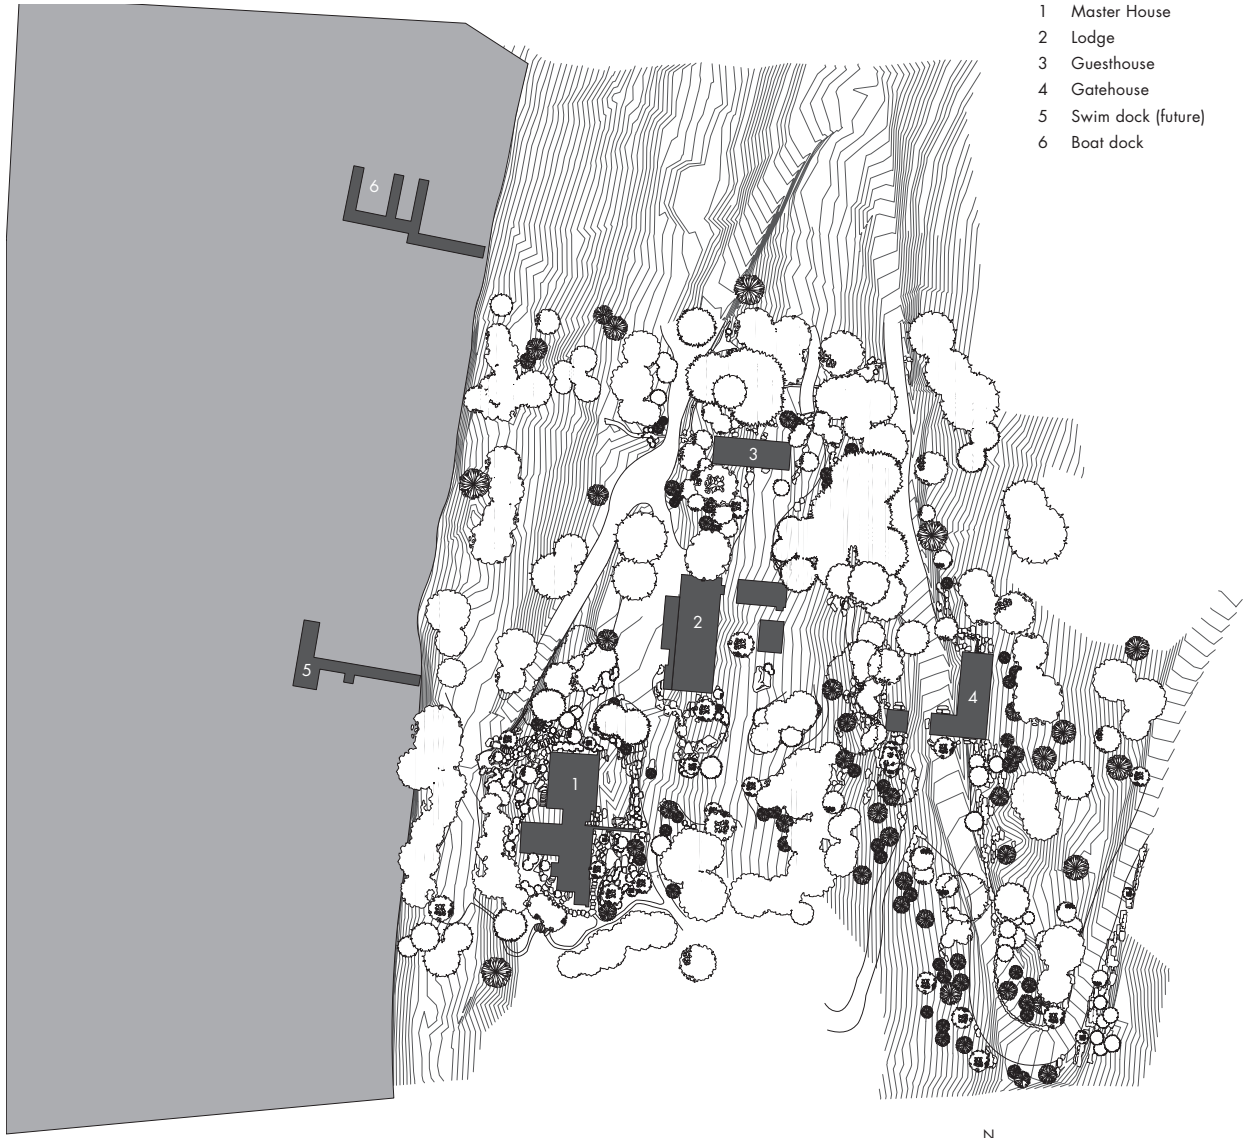 1 Master House
2 Lodge
3 Guesthouse
4 Gatehouse
5 Swim dock (future)
6 Boat dock
6
3
2
5
4
1
N